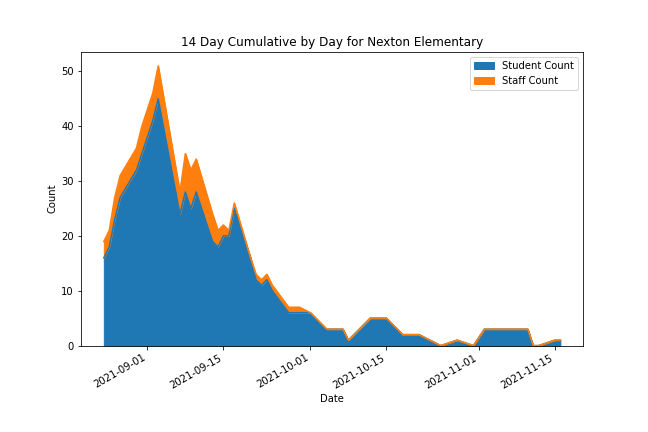 14 Day Cumulative by Day for Nexton Elementary
Student Count
Staff Count
Count
50
40
30
20
10
0
2021-09-01
2021-09-15
2021-10-01
2021-10-15
2021-11-01
2021-11-15
Date